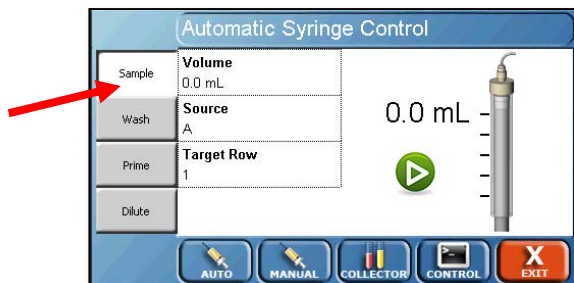 Automatic Syringe Control
Sample
Volume
0.0 mL
Wash
Source
A
Prime
Target Row
1
Dilute
0.0 mL
AUTO
MANUAL
COLLECTOR
CONTROL
X
EXIT